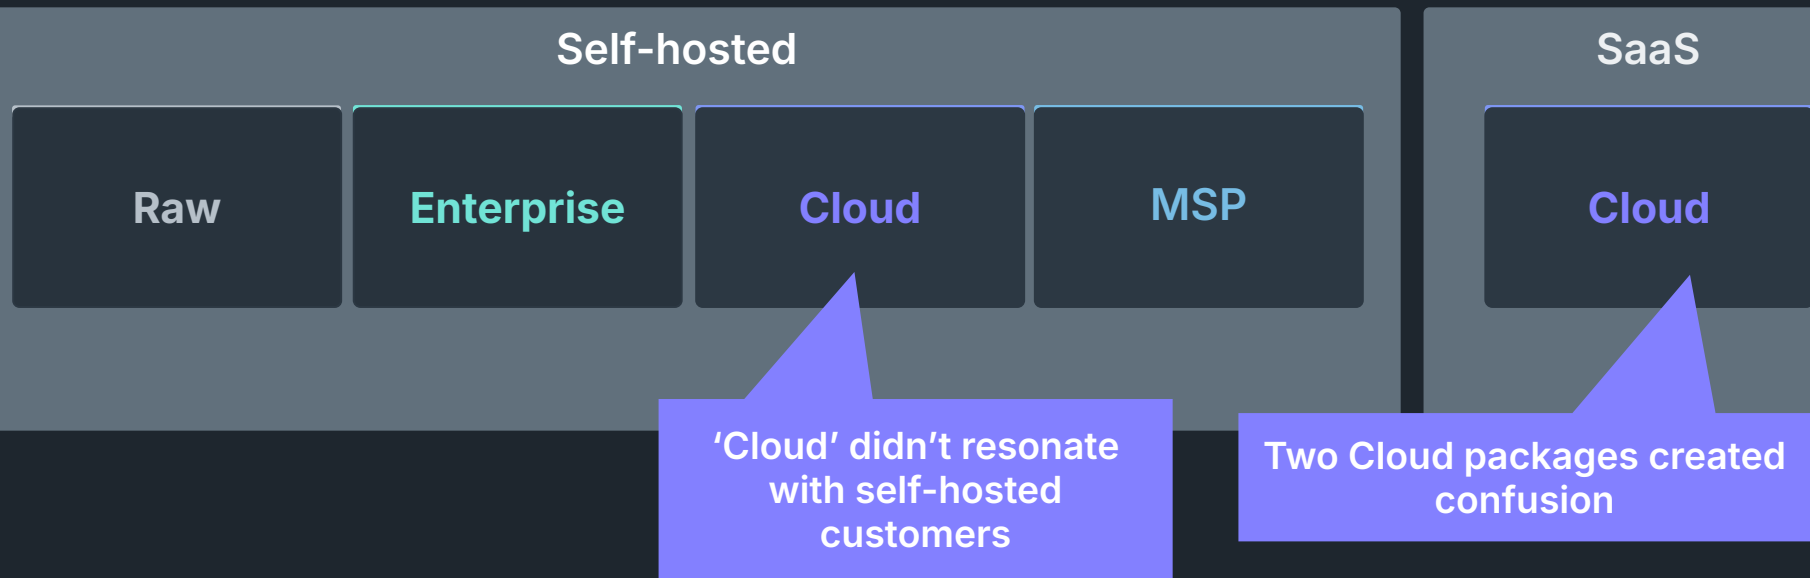 Self-hosted
SaaS
Raw
Enterprise
Cloud
MSP
Cloud
‘Cloud’ didn’t resonate
with self-hosted
customers
Two Cloud packages created
confusion